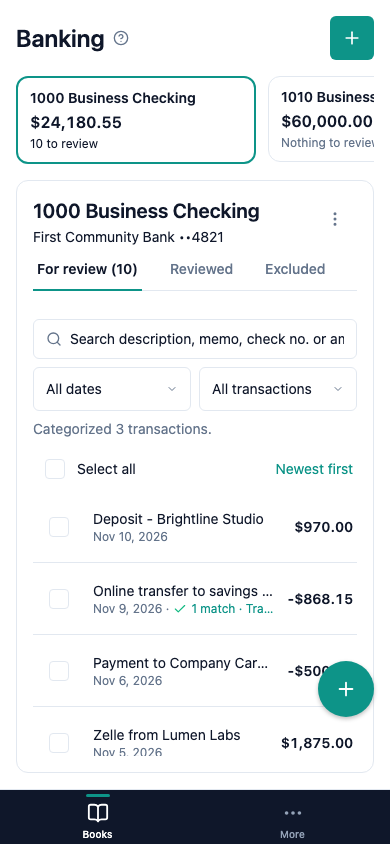 Banking
1000 Business Checking
$24,180.55
10 to review
1010 Business
$60,000.00
Nothing to review
1000 Business Checking
First Community Bank ••4821
For review (10)
Reviewed
Excluded
Search description, memo, check no. or an
All dates
All transactions
Categorized 3 transactions.
Select all
Newest first
Deposit - Brightline Studio
$970.00
Nov 10, 2026
Online transfer to savings ...
-$868.15
Nov 9, 2026 · ✓ 1 match · Tra...
Payment to Company Car...
-$500
Nov 6, 2026
Zelle from Lumen Labs
$1,875.00
Nov 5, 2026
Books
More